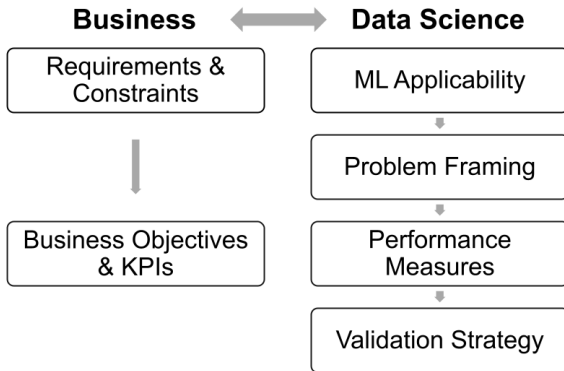 Business
Data Science
Requirements &
Constraints
Business Objectives
& KPIs
ML Applicability
Problem Framing
Performance
Measures
Validation Strategy